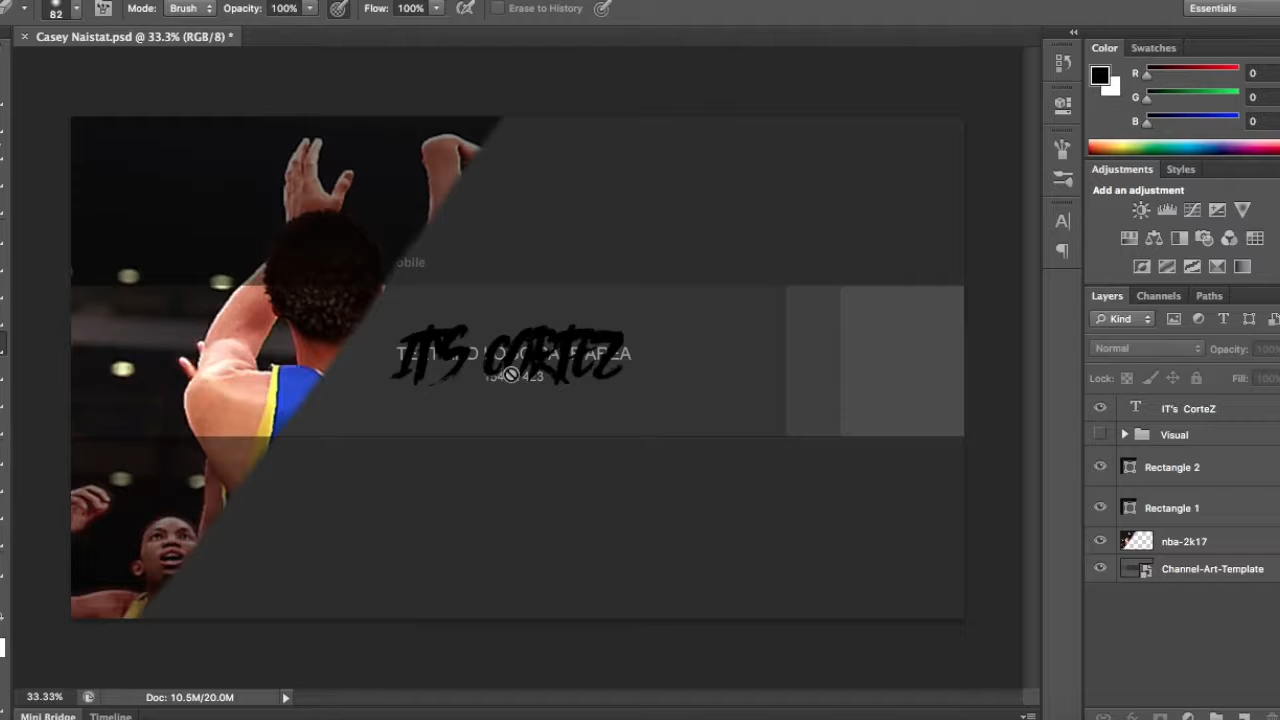 82
Mode: Brush Opacity: 100% Flow: 100% Erase to History Essentials
× Casey Naistat.psd @ 33.3% (RGB/8) *
Color Swatches
R 0
G 0
B 0
Adjustments Styles
Add an adjustment
A|
obile
IT'S CORTEZ
Layers Channels Paths
Kind
Normal Opacity: 100%
Lock: Fill: 100%
T IT's CorteZ
Visual
Rectangle 2
Rectangle 1
nba-2k17
Channel-Art-Template
33.33% Doc: 10.5M/20.0M
Mini Bridge Timeline